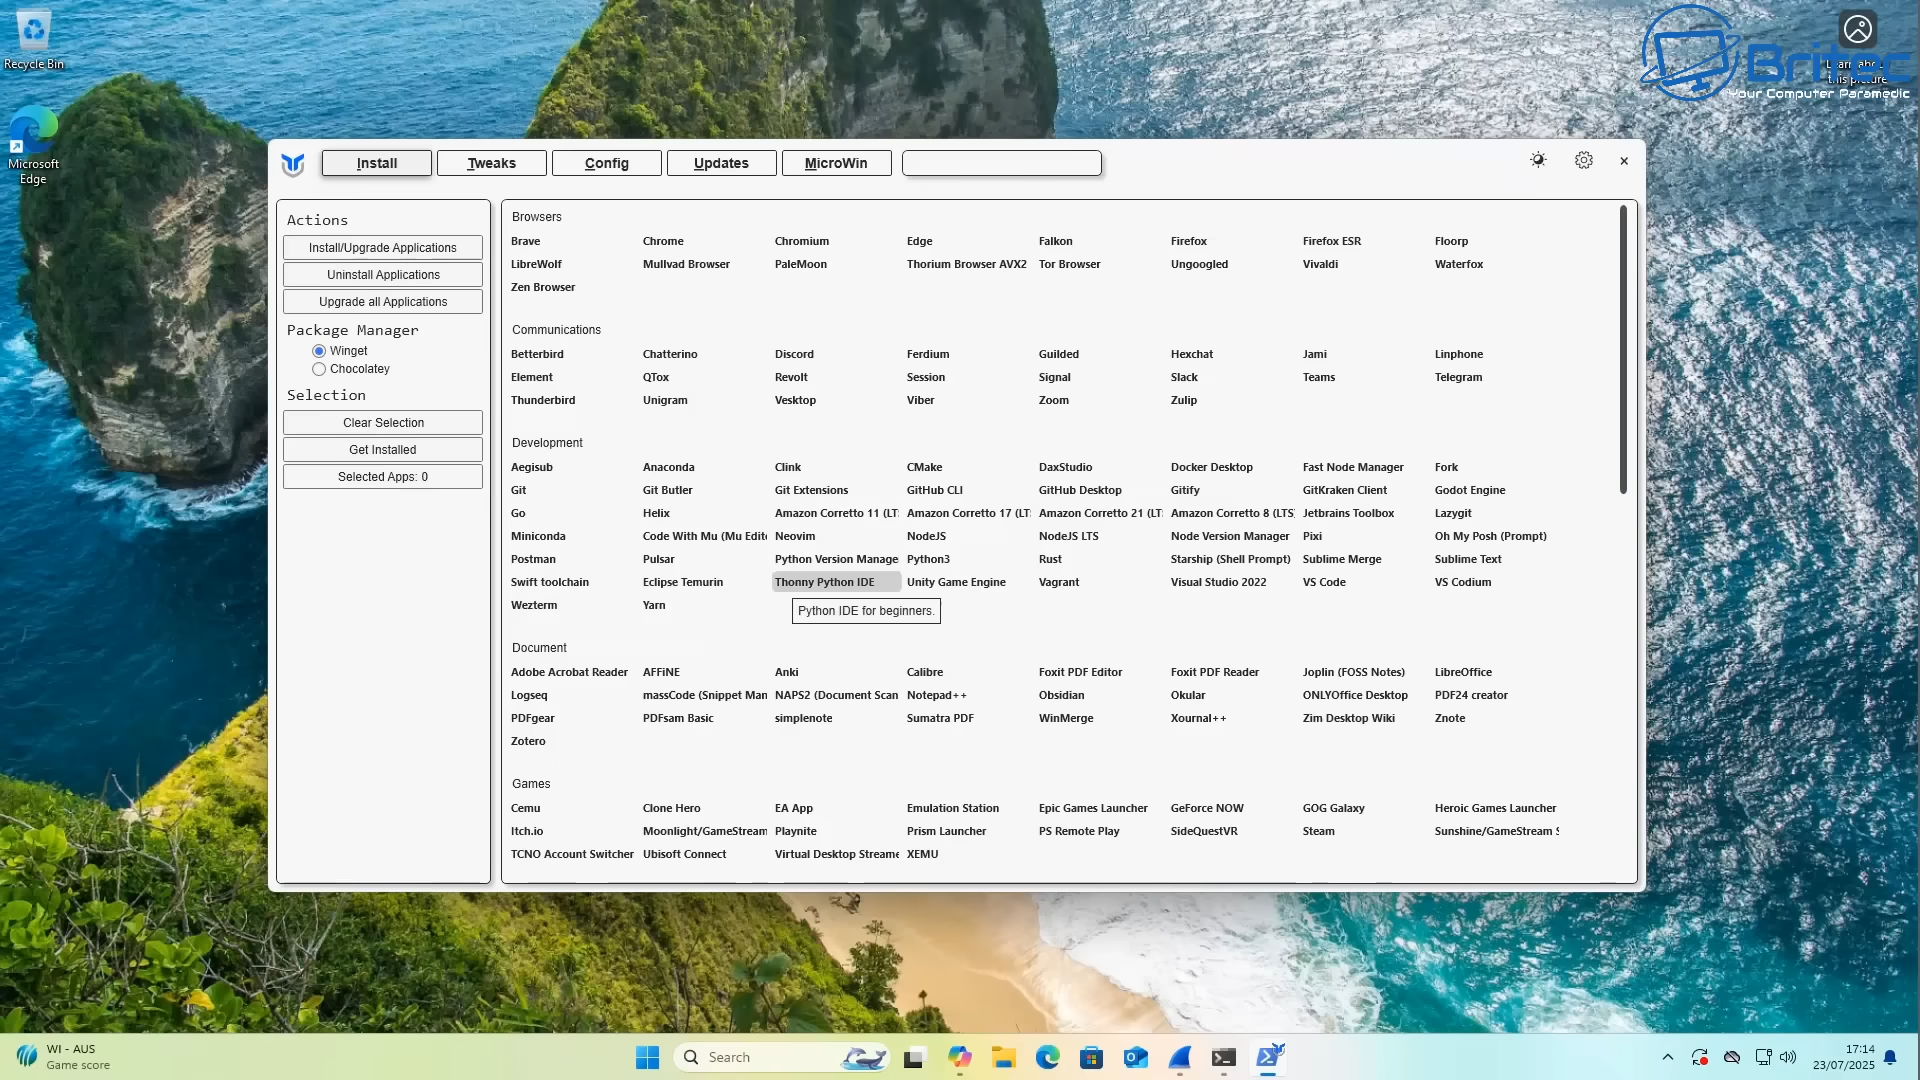 Recycle Bin
Microsoft
Edge
Britec
Your Computer Paramedic
Learn about
this picture
Install
Tweaks
Config
Updates
MicroWin
Actions
Install/Upgrade Applications
Uninstall Applications
Upgrade all Applications
Package Manager
Winget
Chocolatey
Selection
Clear Selection
Get Installed
Selected Apps: 0
Browsers
Brave Chrome Chromium Edge Falkon Firefox Firefox ESR Floorp
LibreWolf Mullvad Browser PaleMoon Thorium Browser AVX2 Tor Browser Ungoogled Vivaldi Waterfox
Zen Browser
Communications
Betterbird Chatterino Discord Ferdium Guilded Hexchat Jami Linphone
Element QTox Revolt Session Signal Slack Teams Telegram
Thunderbird Unigram Vesktop Viber Zoom Zulip
Development
Aegisub Anaconda Clink CMake DaxStudio Docker Desktop Fast Node Manager Fork
Git Git Butler Git Extensions GitHub CLI GitHub Desktop Gitify GitKraken Client Godot Engine
Go Helix Amazon Corretto 11 (LT Amazon Corretto 17 (LT Amazon Corretto 21 (LT Amazon Corretto 8 (LTS) Jetbrains Toolbox Lazygit
Miniconda Code With Mu (Mu Edit Neovim NodeJS NodeJS LTS Node Version Manager Pixi Oh My Posh (Prompt)
Postman Pulsar Python Version Manage Python3 Rust Starship (Shell Prompt) Sublime Merge Sublime Text
Swift toolchain Eclipse Temurin Thonny Python IDE Unity Game Engine Vagrant Visual Studio 2022 VS Code VS Codium
Wezterm Yarn
Python IDE for beginners.
Document
Adobe Acrobat Reader AFFiNE Anki Calibre Foxit PDF Editor Foxit PDF Reader Joplin (FOSS Notes) LibreOffice
Logseq massCode (Snippet Man NAPS2 (Document Scan Notepad++ Obsidian Okular ONLYOffice Desktop PDF24 creator
PDFgear PDFsam Basic simplenote Sumatra PDF WinMerge Xournal++ Zim Desktop Wiki Znote
Zotero
Games
Cemu Clone Hero EA App Emulation Station Epic Games Launcher GeForce NOW GOG Galaxy Heroic Games Launcher
Itch.io Moonlight/GameStream Playnite Prism Launcher PS Remote Play SideQuestVR Steam Sunshine/GameStream S
TCNO Account Switcher Ubisoft Connect Virtual Desktop Streame XEMU
WI - AUS
Game score
Search
17:14
23/07/2025